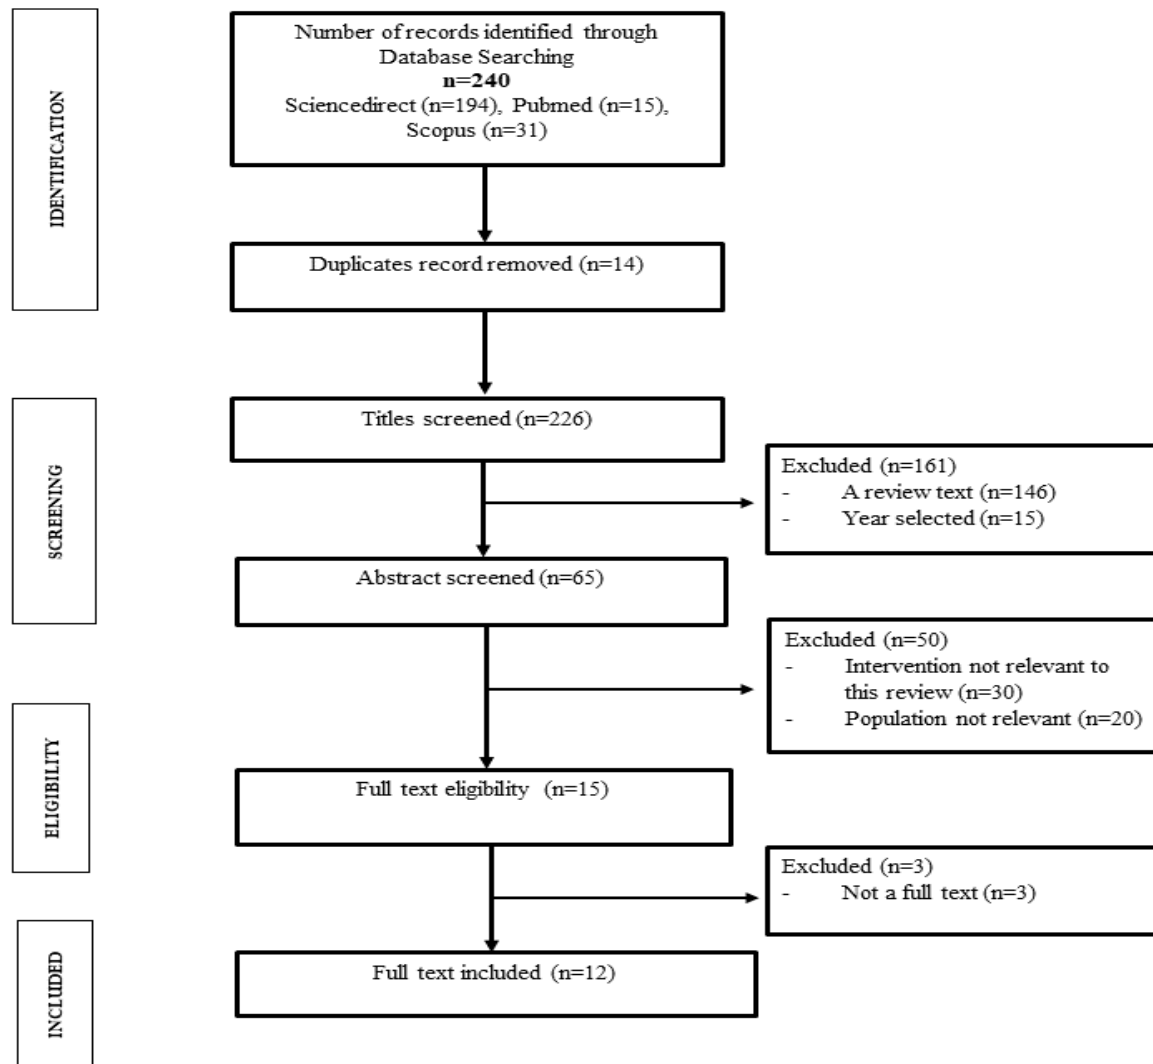 IDENTIFICATION
Number of records identified through
Database Searching
n=240
Sciencedirect (n=194), Pubmed (n=15),
Scopus (n=31)
Duplicates record removed (n=14)
SCREENING
Titles screened (n=226)
Excluded (n=161)
- A review text (n=146)
- Year selected (n=15)
Abstract screened (n=65)
Excluded (n=50)
- Intervention not relevant to
this review (n=30)
- Population not relevant (n=20)
ELIGIBILITY
Full text eligibility (n=15)
Excluded (n=3)
- Not a full text (n=3)
INCLUDED
Full text included (n=12)